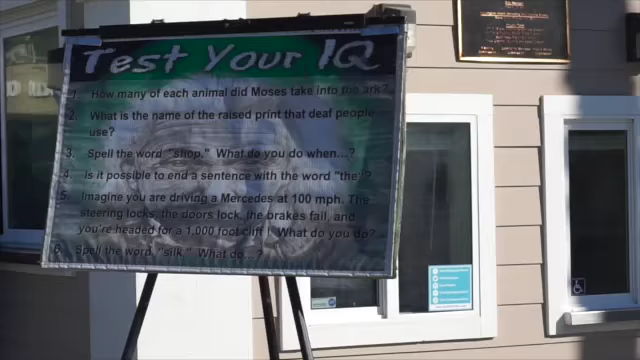 Test Your IQ
1. How many of each animal did Moses take into the ark?
2. What is the name of the raised print that deaf people
use?
3. Spell the word "shop." What do you do when...?
4. Is it possible to end a sentence with the word "the"?
5. Imagine you are driving a Mercedes at 100 mph. The
steering locks, the doors lock, the brakes fail, and
you're headed for a 1,000 foot cliff! What do you do?
6. Spell the word "silk." What do...?